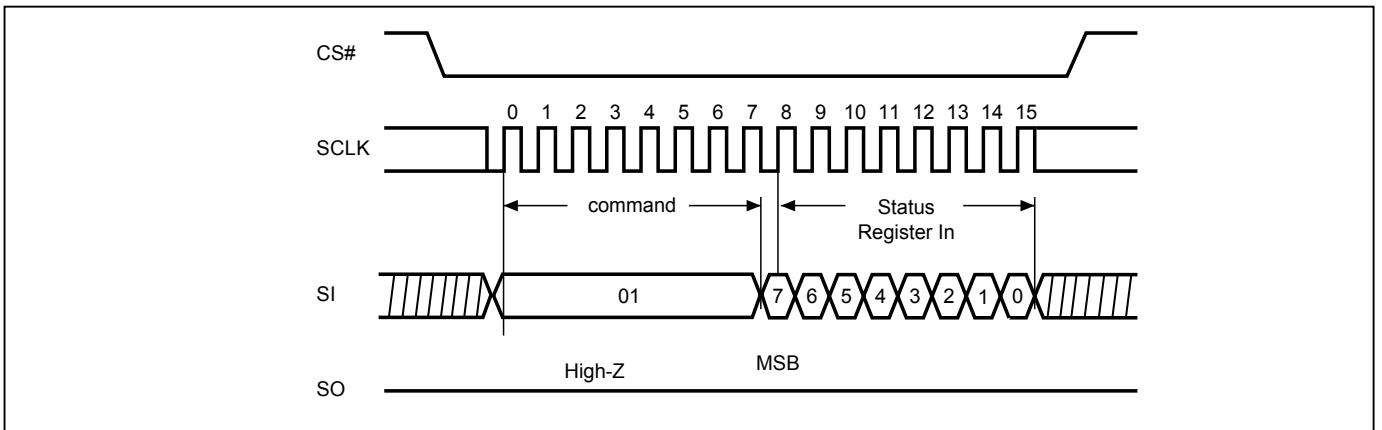 CS#
0 1 2 3 4 5 6 7 8 9 10 11 12 13 14 15
SCLK
command
Status
Register In
SI
01
7 6 5 4 3 2 1 0
High-Z
MSB
SO